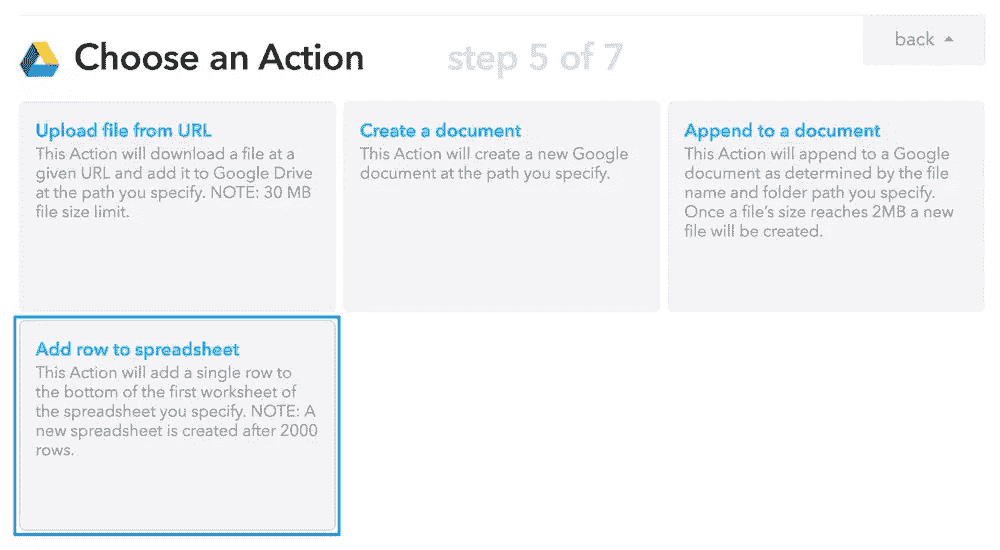 Choose an Action
step 5 of 7
back
Upload file from URL
This Action will download a file at a
given URL and add it to Google Drive
at the path you specify. NOTE: 30 MB
file size limit.
Create a document
This Action will create a new Google
document at the path you specify.
Append to a document
This Action will append to a Google
document as determined by the file
name and folder path you specify.
Once a file's size reaches 2MB a new
file will be created.
Add row to spreadsheet
This Action will add a single row to
the bottom of the first worksheet of
the spreadsheet you specify. NOTE: A
new spreadsheet is created after 2000
rows.